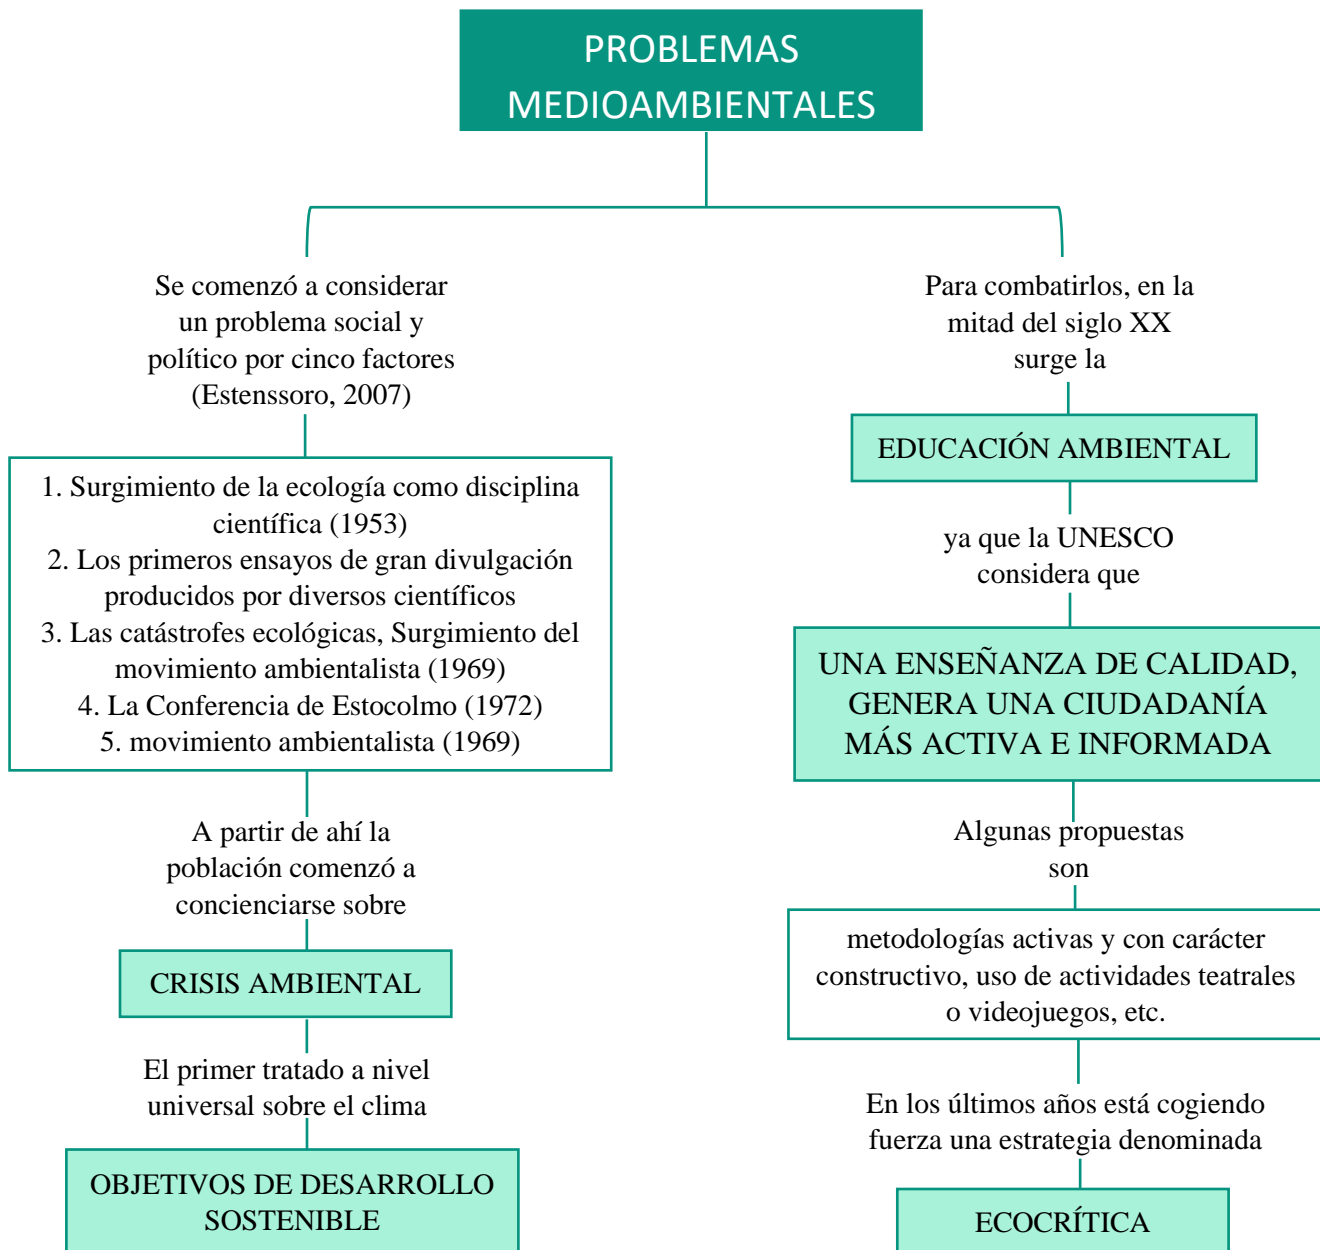 PROBLEMAS
MEDIOAMBIENTALES
Se comenzó a considerar
un problema social y
político por cinco factores
(Estenssoro, 2007)
1. Surgimiento de la ecología como disciplina
científica (1953)
2. Los primeros ensayos de gran divulgación
producidos por diversos científicos
3. Las catástrofes ecológicas, Surgimiento del
movimiento ambientalista (1969)
4. La Conferencia de Estocolmo (1972)
5. movimiento ambientalista (1969)
A partir de ahí la
población comenzó a
concienciarse sobre
CRISIS AMBIENTAL
El primer tratado a nivel
universal sobre el clima
OBJETIVOS DE DESARROLLO
SOSTENIBLE
Para combatirlos, en la
mitad del siglo XX
surge la
EDUCACIÓN AMBIENTAL
ya que la UNESCO
considera que
UNA ENSEÑANZA DE CALIDAD,
GENERA UNA CIUDADANÍA
MÁS ACTIVA E INFORMADA
Algunas propuestas
son
metodologías activas y con carácter
constructivo, uso de actividades teatrales
o videojuegos, etc.
En los últimos años está cogiendo
fuerza una estrategia denominada
ECOCRÍTICA